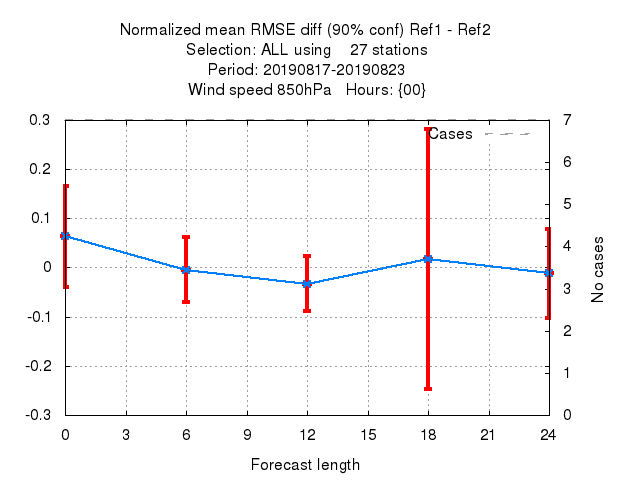 Normalized mean RMSE diff (90% conf) Ref1 - Ref2
Selection: ALL using    27 stations
Period: 20190817-20190823
Wind speed 850hPa   Hours: {00}
Cases
0.3
0.2
0.1
0
-0.1
-0.2
-0.3
7
6
5
4
3
2
1
0
No cases
0 3 6 9 12 15 18 21 24
Forecast length